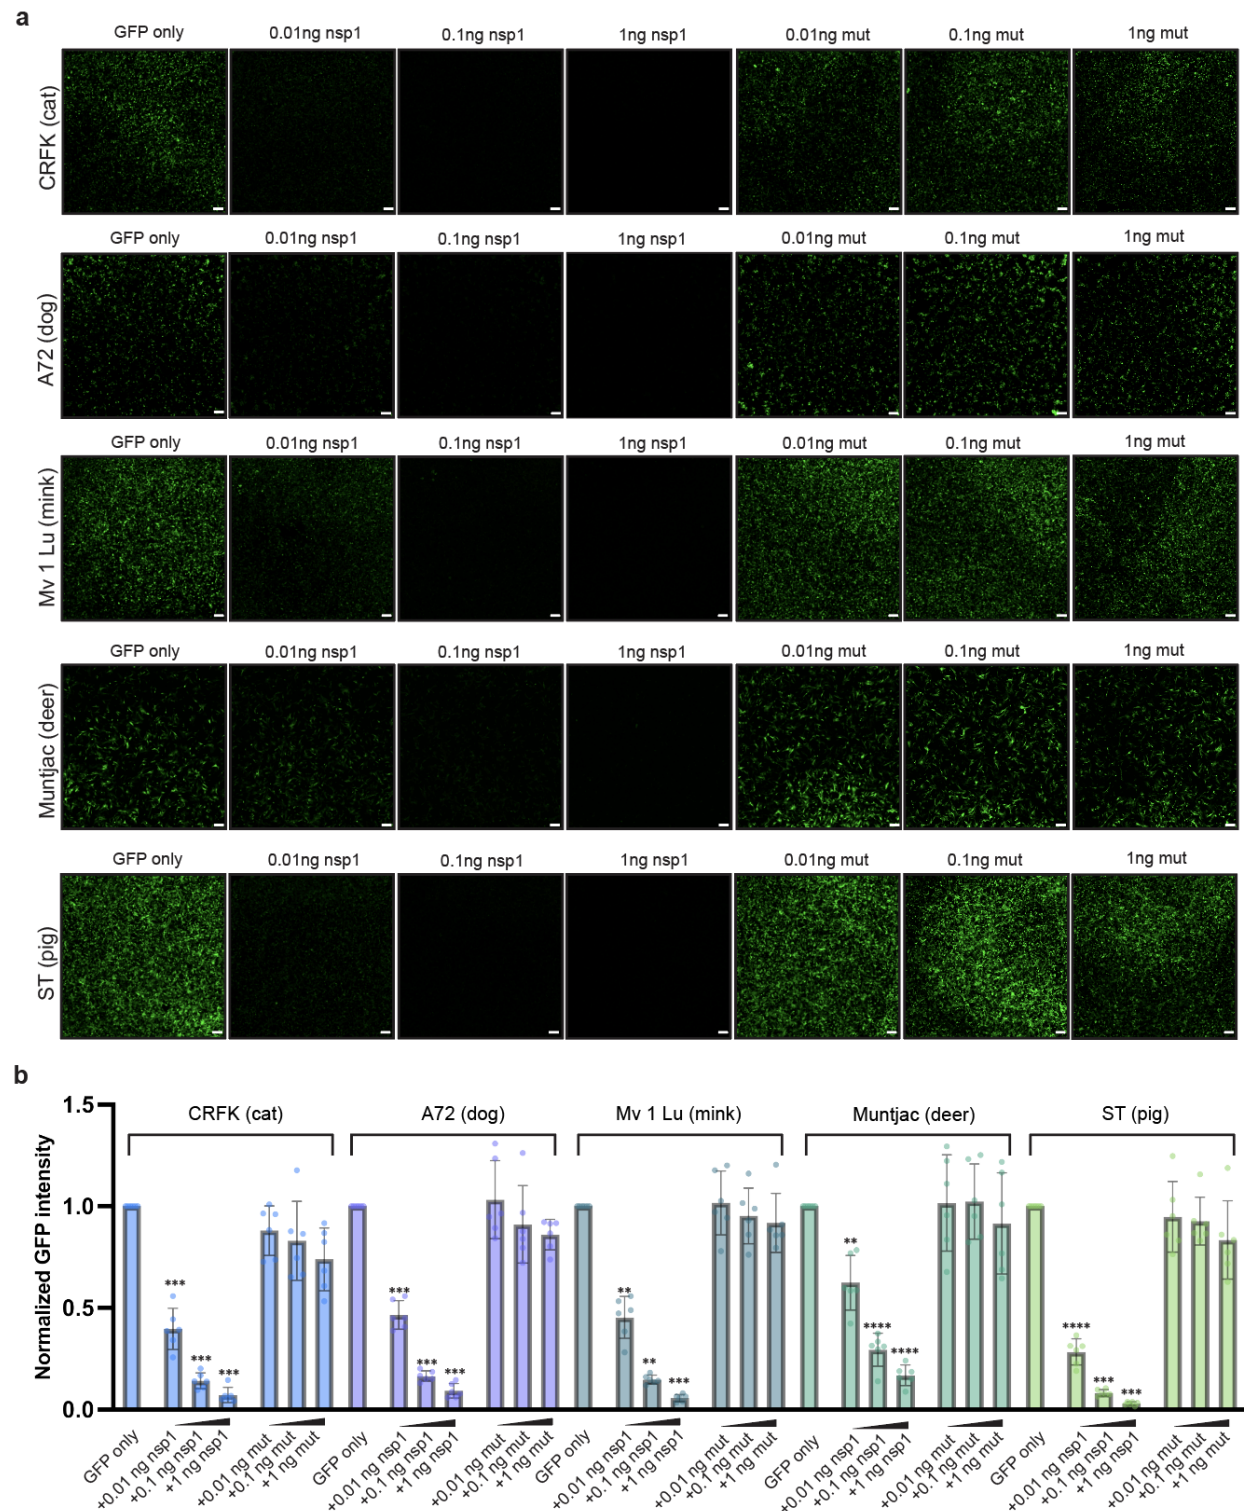 a
GFP only 0.01ng nsp1 0.1ng nsp1 1ng nsp1 0.01ng mut 0.1ng mut 1ng mut
CRFK (cat)
GFP only 0.01ng nsp1 0.1ng nsp1 1ng nsp1 0.01ng mut 0.1ng mut 1ng mut
A72 (dog)
GFP only 0.01ng nsp1 0.1ng nsp1 1ng nsp1 0.01ng mut 0.1ng mut 1ng mut
Mv 1 Lu (mink)
GFP only 0.01ng nsp1 0.1ng nsp1 1ng nsp1 0.01ng mut 0.1ng mut 1ng mut
Muntjac (deer)
GFP only 0.01ng nsp1 0.1ng nsp1 1ng nsp1 0.01ng mut 0.1ng mut 1ng mut
ST (pig)
b
CRFK (cat) A72 (dog) Mv 1 Lu (mink) Muntjac (deer) ST (pig)
Normalized GFP intensity
1.5
1.0
0.5
0.0
*** *** ***
*** *** ***
** ** ***
** **** ****
**** *** ***
GFP only +0.01 ng nsp1 +0.1 ng nsp1 +1 ng nsp1 +0.01 ng mut +0.1 ng mut +1 ng mut
GFP only +0.01 ng nsp1 +0.1 ng nsp1 +1 ng nsp1 +0.01 ng mut +0.1 ng mut +1 ng mut
GFP only +0.01 ng nsp1 +0.1 ng nsp1 +1 ng nsp1 +0.01 ng mut +0.1 ng mut +1 ng mut
GFP only +0.01 ng nsp1 +0.1 ng nsp1 +1 ng nsp1 +0.01 ng mut +0.1 ng mut +1 ng mut
GFP only +0.01 ng nsp1 +0.1 ng nsp1 +1 ng nsp1 +0.01 ng mut +0.1 ng mut +1 ng mut